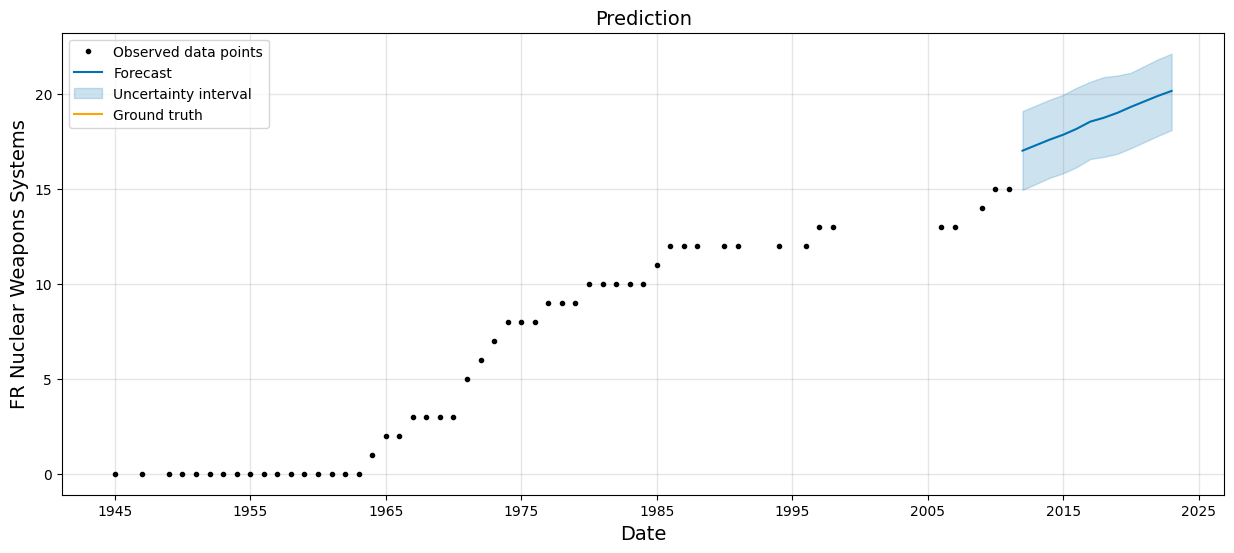 Prediction
Observed data points
Forecast
Uncertainty interval
Ground truth
FR Nuclear Weapons Systems
20
15
10
5
0
1945 1955 1965 1975 1985 1995 2005 2015 2025
Date